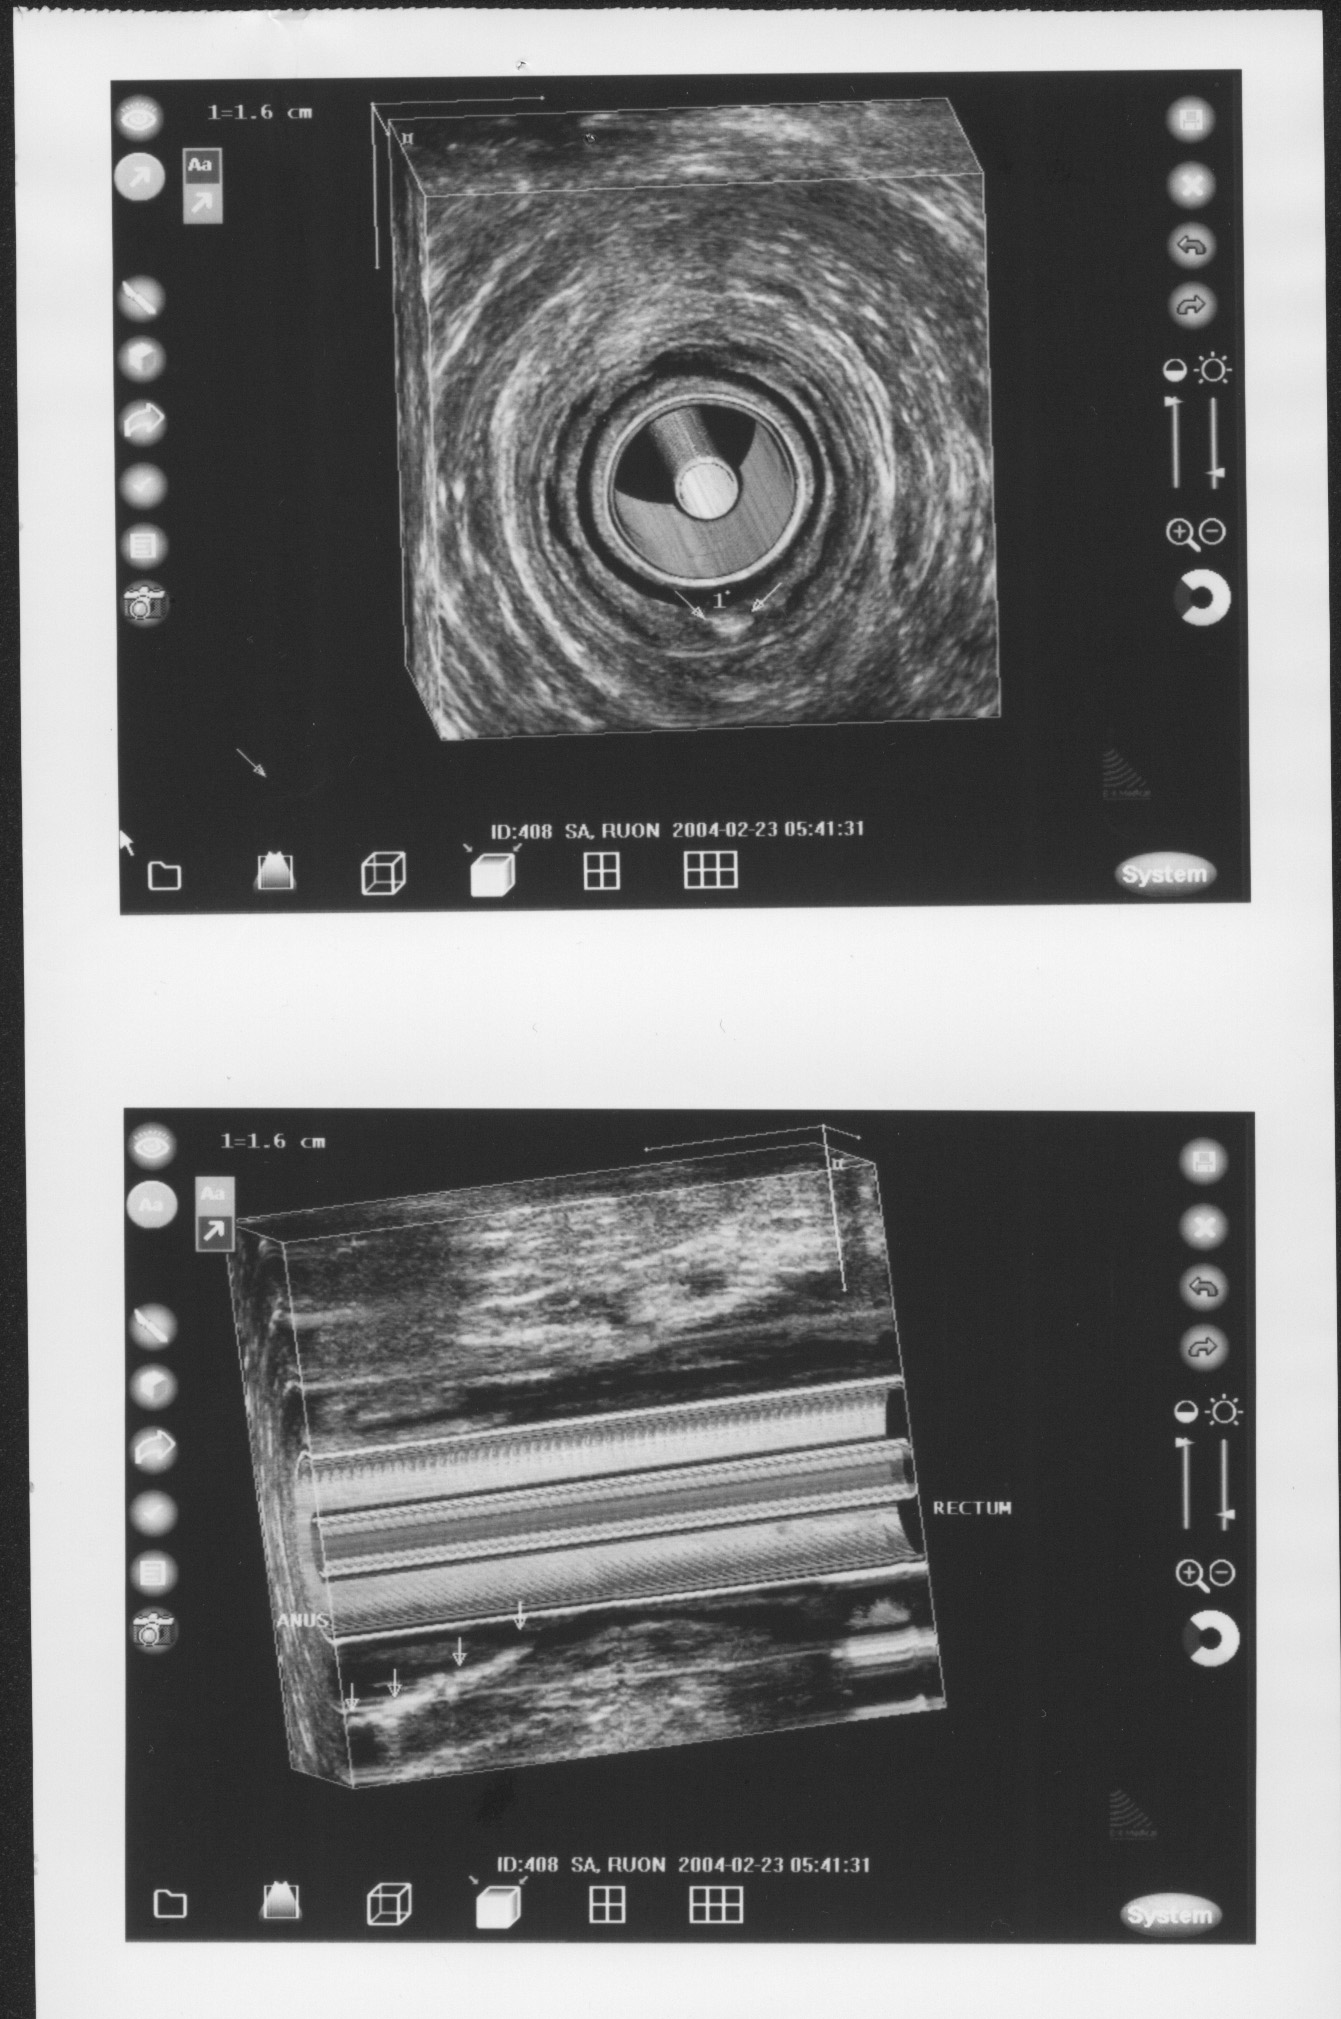 1=1.6 cm
Aa
1
ID:408 SA, RUON 2004-02-23 05:41:31
System
1=1.6 cm
Aa
Aa
RECTUM
ANUS
ID:408 SA, RUON 2004-02-23 05:41:31
System